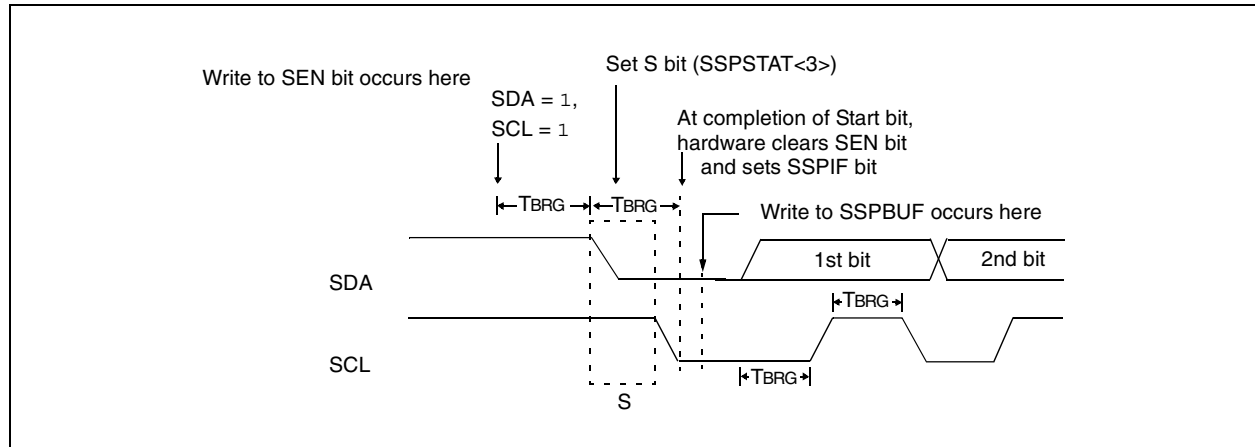 Write to SEN bit occurs here
SDA = 1,
SCL = 1
Set S bit (SSPSTAT<3>)
At completion of Start bit,
hardware clears SEN bit
and sets SSPIF bit
TBRG
TBRG
Write to SSPBUF occurs here
SDA
1st bit
2nd bit
TBRG
SCL
TBRG
S